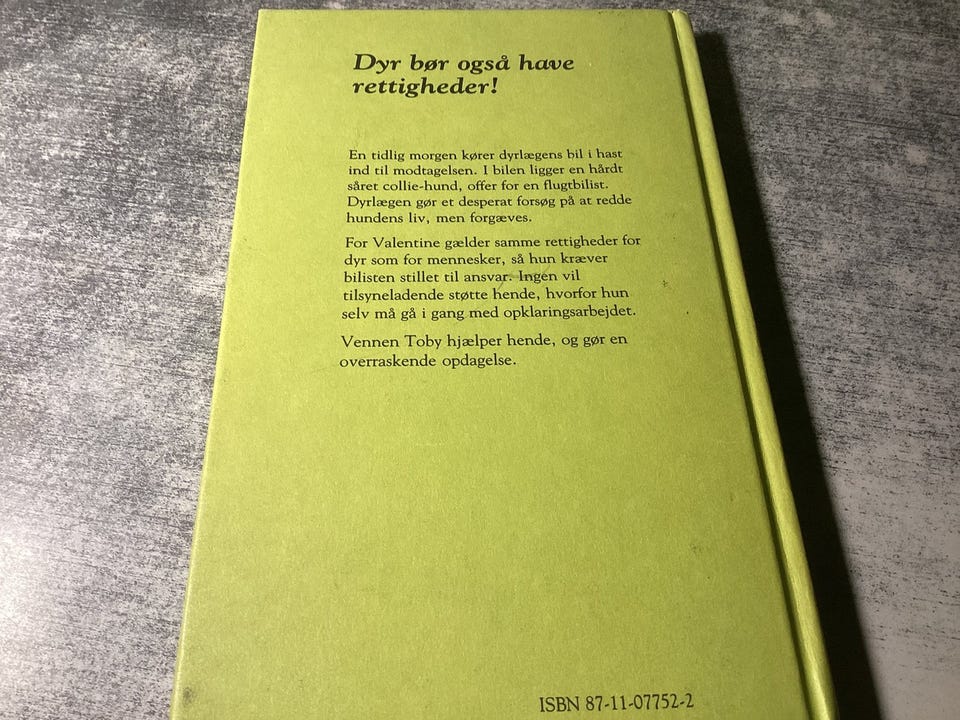 Dyr bør også have
rettigheder!
En tidlig morgen kører dyrlægens bil i hast
ind til modtagelsen. I bilen ligger en hårdt
såret collie-hund, offer for en flugtbilist.
Dyrlægen gør et desperat forsøg på at redde
hundens liv, men forgæves.
For Valentine gælder samme rettigheder for
dyr som for mennesker, så hun kræver
bilisten stillet til ansvar. Ingen vil
tilsyneladende støtte hende, hvorfor hun
selv må gå i gang med opklaringsarbejdet.
Vennen Toby hjælper hende, og gør en
overraskende opdagelse.
ISBN 87-11-07752-2